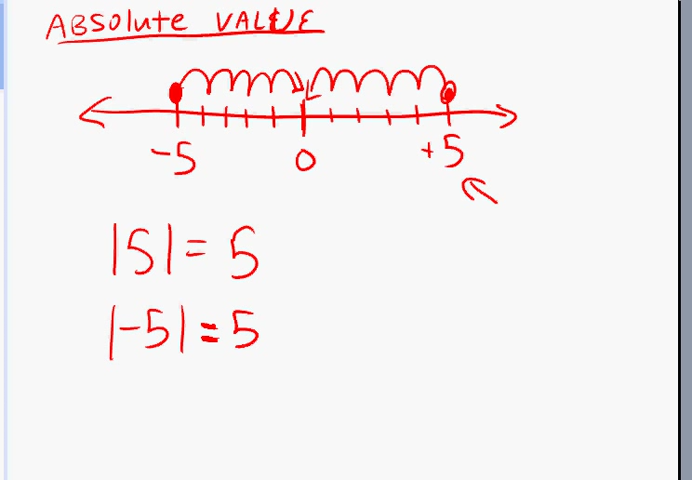 ABSolute VALUE
-5 0 +5
|5| = 5
|-5| = 5